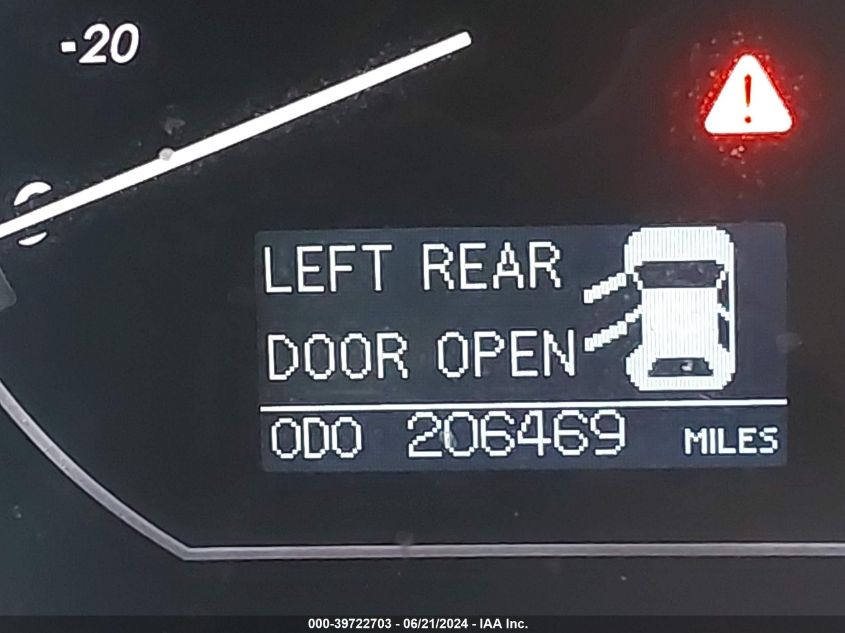 -20
LEFT REAR
DOOR OPEN
ODO 206469 MILES
000-39722703 - 06/21/2024 - IAA Inc.